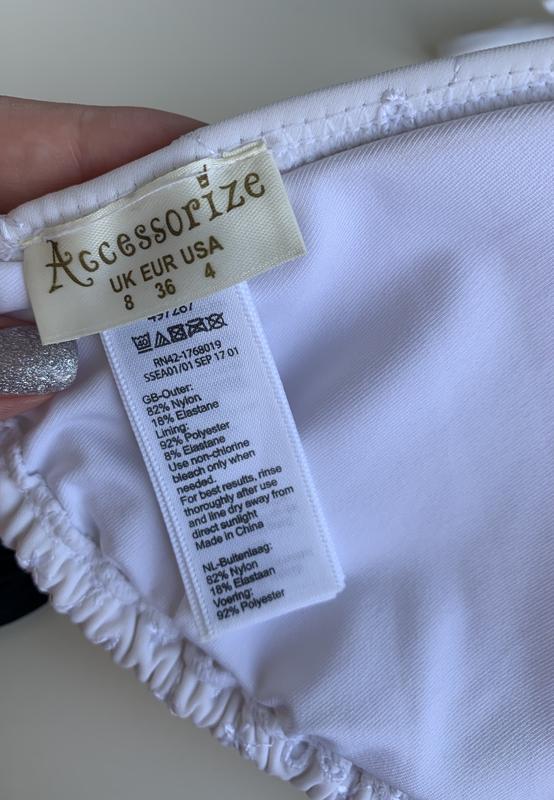 Accessorize
UK EUR USA
8 36 4
497287
RN42-1768019
SSEA01/01 SEP 17 01
GB-Outer:
82% Nylon
18% Elastane
Lining:
92% Polyester
8% Elastane
Use non-chlorine
bleach only when
needed.
For best results, rinse
thoroughly after use
and line dry away from
direct sunlight
Made in China
NL-Buitenlaag:
82% Nylon
18% Elastaan
Voering:
92% Polyester